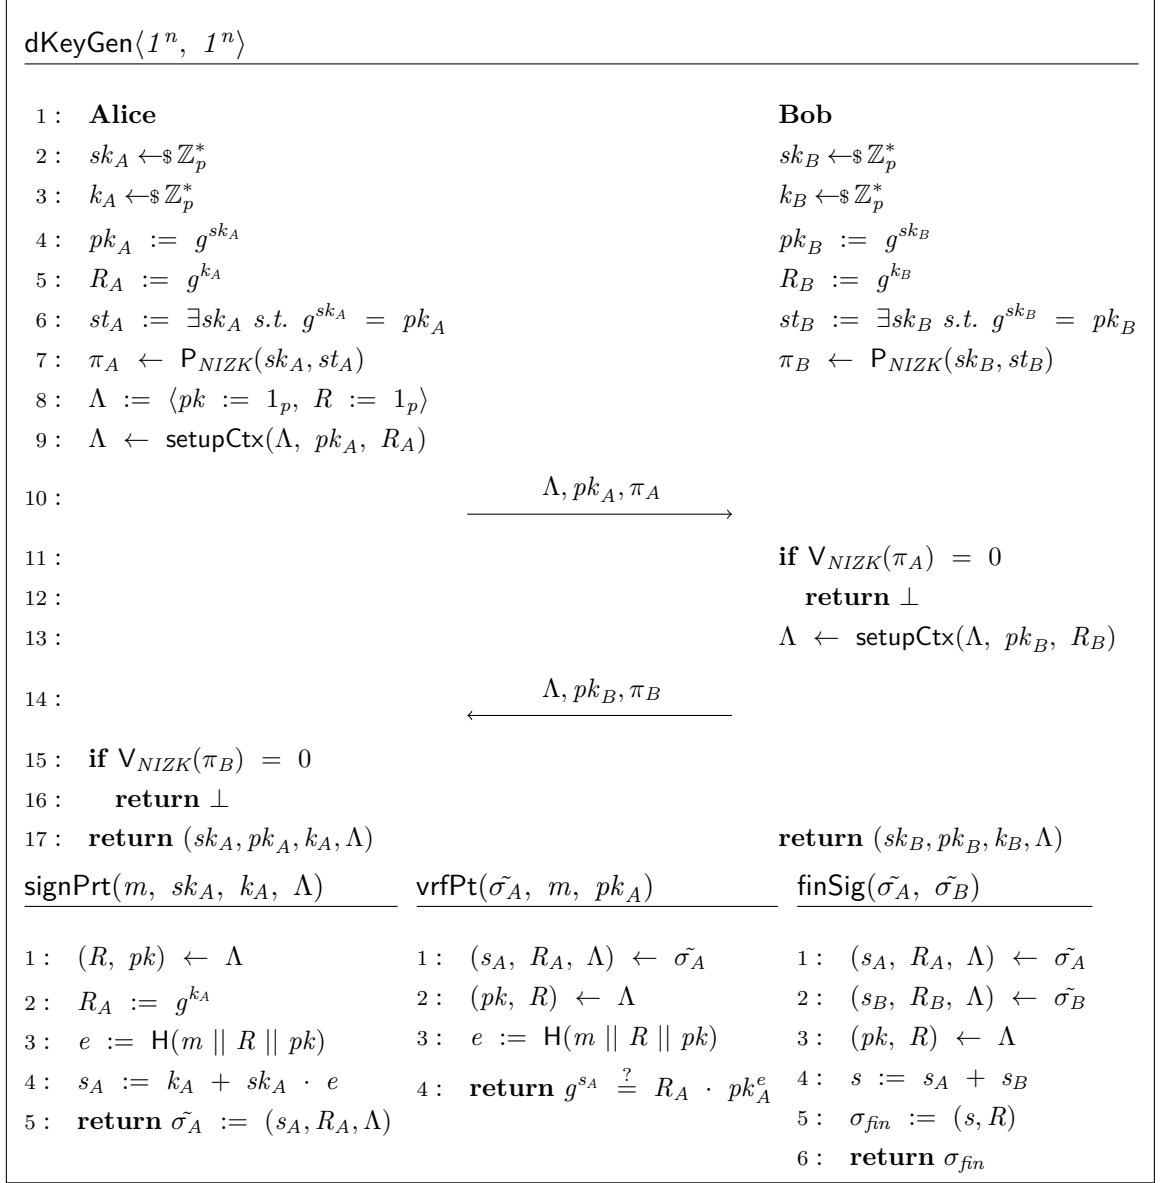 dKeyGen⟨1ⁿ, 1ⁿ⟩
1 : Alice Bob
2 : sk_A ←$ ℤ*_p sk_B ←$ ℤ*_p
3 : k_A ←$ ℤ*_p k_B ←$ ℤ*_p
4 : pk_A := g^{sk_A} pk_B := g^{sk_B}
5 : R_A := g^{k_A} R_B := g^{k_B}
6 : st_A := ∃sk_A s.t. g^{sk_A} = pk_A st_B := ∃sk_B s.t. g^{sk_B} = pk_B
7 : π_A ← P_NIZK(sk_A, st_A) π_B ← P_NIZK(sk_B, st_B)
8 : Λ := ⟨pk := 1_p, R := 1_p⟩
9 : Λ ← setupCtx(Λ, pk_A, R_A)
10 : Λ, pk_A, π_A
11 : if V_NIZK(π_A) = 0
12 : return ⊥
13 : Λ ← setupCtx(Λ, pk_B, R_B)
14 : Λ, pk_B, π_B
15 : if V_NIZK(π_B) = 0
16 : return ⊥
17 : return (sk_A, pk_A, k_A, Λ) return (sk_B, pk_B, k_B, Λ)
signPrt(m, sk_A, k_A, Λ)
1 : (R, pk) ← Λ
2 : R_A := g^{k_A}
3 : e := H(m || R || pk)
4 : s_A := k_A + sk_A · e
5 : return σ̃_A := (s_A, R_A, Λ)
vrfPt(σ̃_A, m, pk_A)
1 : (s_A, R_A, Λ) ← σ̃_A
2 : (pk, R) ← Λ
3 : e := H(m || R || pk)
4 : return g^{s_A} ≟ R_A · pk_A^e
finSig(σ̃_A, σ̃_B)
1 : (s_A, R_A, Λ) ← σ̃_A
2 : (s_B, R_B, Λ) ← σ̃_B
3 : (pk, R) ← Λ
4 : s := s_A + s_B
5 : σ_fin := (s, R)
6 : return σ_fin